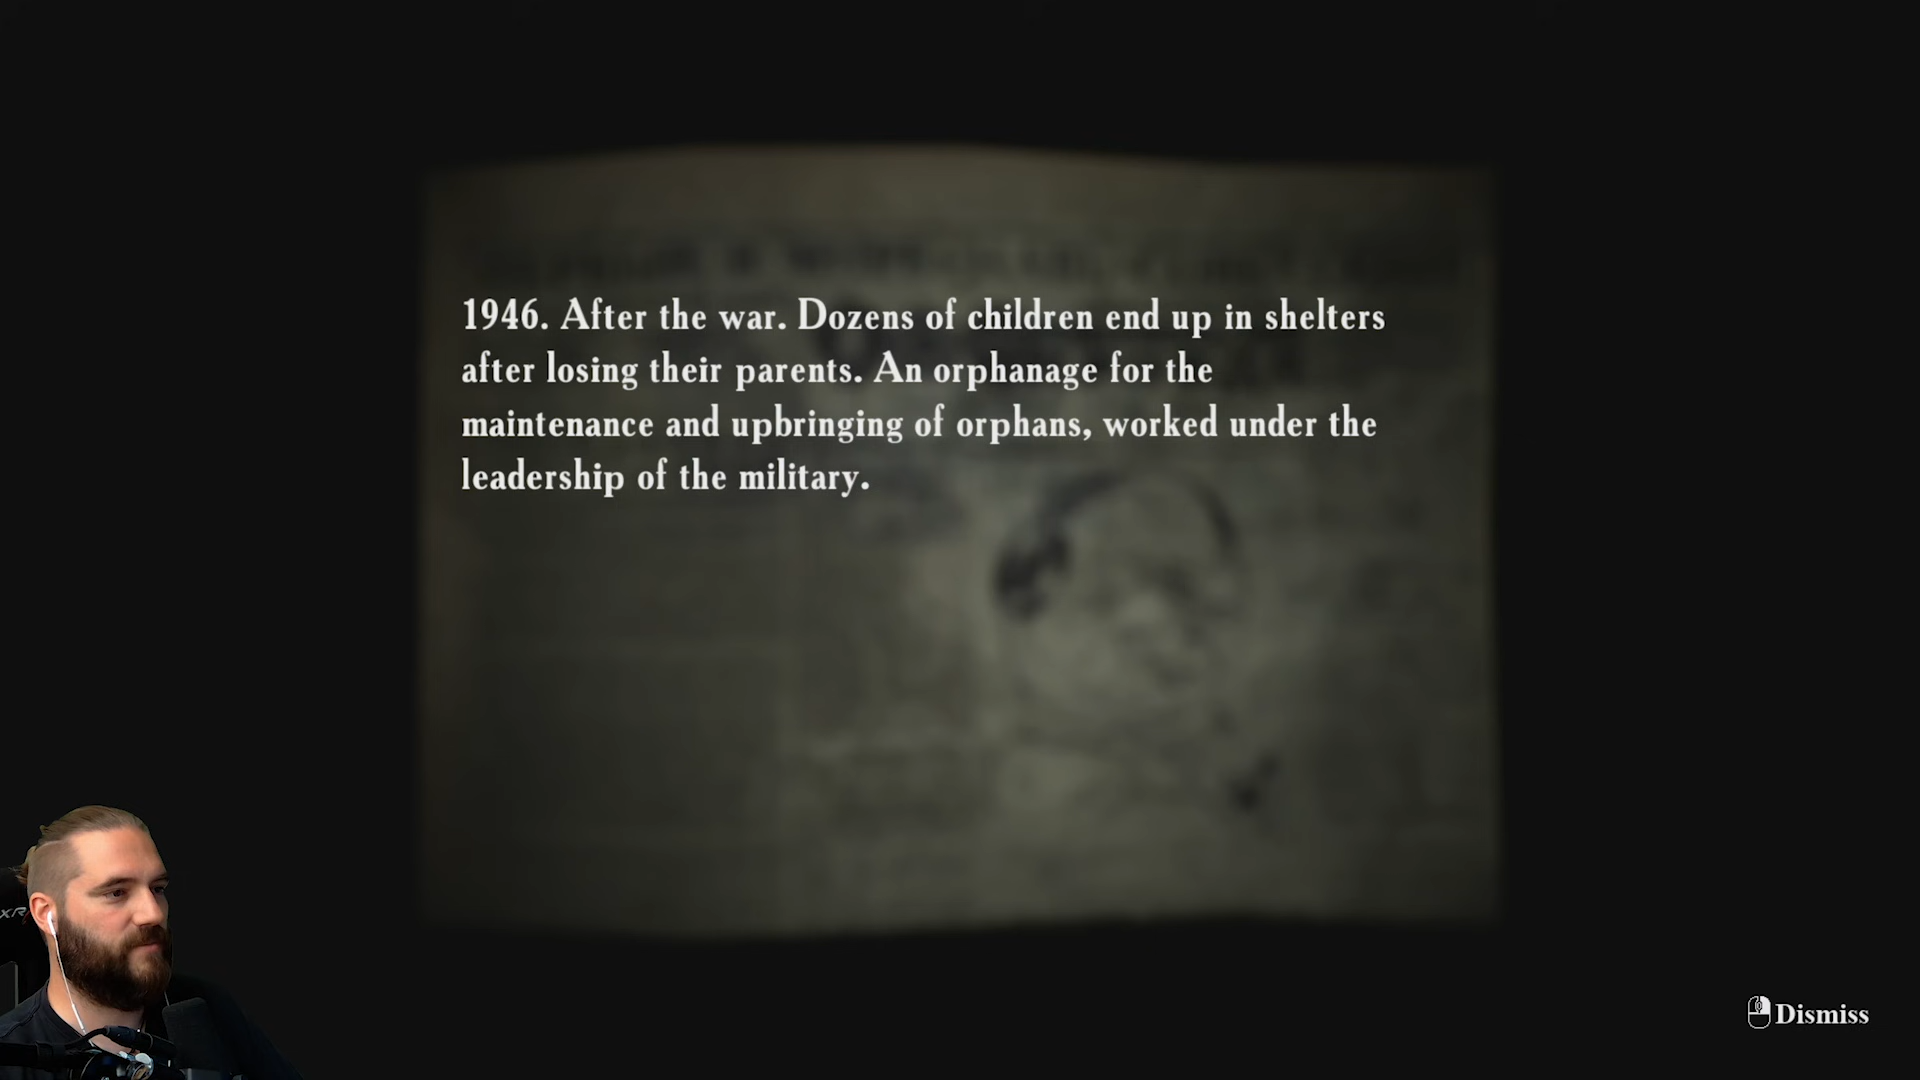 1946. After the war. Dozens of children end up in shelters
after losing their parents. An orphanage for the
maintenance and upbringing of orphans, worked under the
leadership of the military.
Dismiss